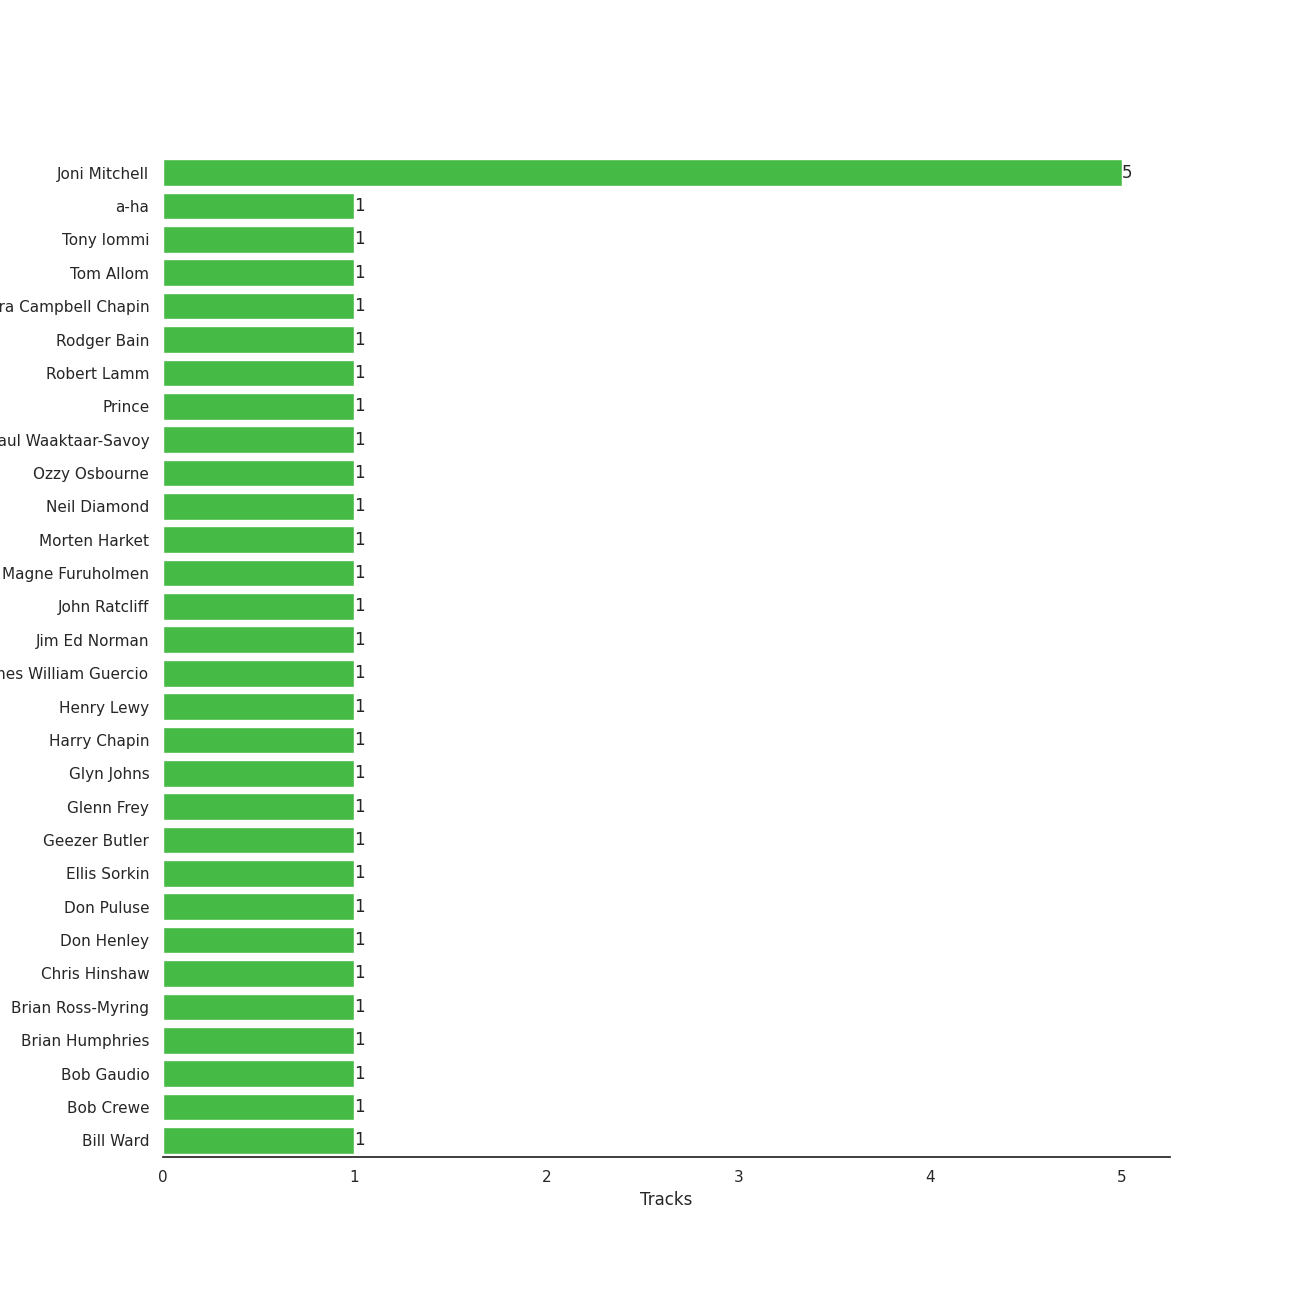 Joni Mitchell 5
a-ha 1
Tony Iommi 1
Tom Allom 1
Campbell Chapin 1
Rodger Bain 1
Robert Lamm 1
Prince 1
Waaktaar-Savoy 1
Ozzy Osbourne 1
Neil Diamond 1
Morten Harket 1
Magne Furuholmen 1
John Ratcliff 1
Jim Ed Norman 1
William Guercio 1
Henry Lewy 1
Harry Chapin 1
Glyn Johns 1
Glenn Frey 1
Geezer Butler 1
Ellis Sorkin 1
Don Puluse 1
Don Henley 1
Chris Hinshaw 1
Brian Ross-Myring 1
Brian Humphries 1
Bob Gaudio 1
Bob Crewe 1
Bill Ward 1
0 1 2 3 4 5
Tracks